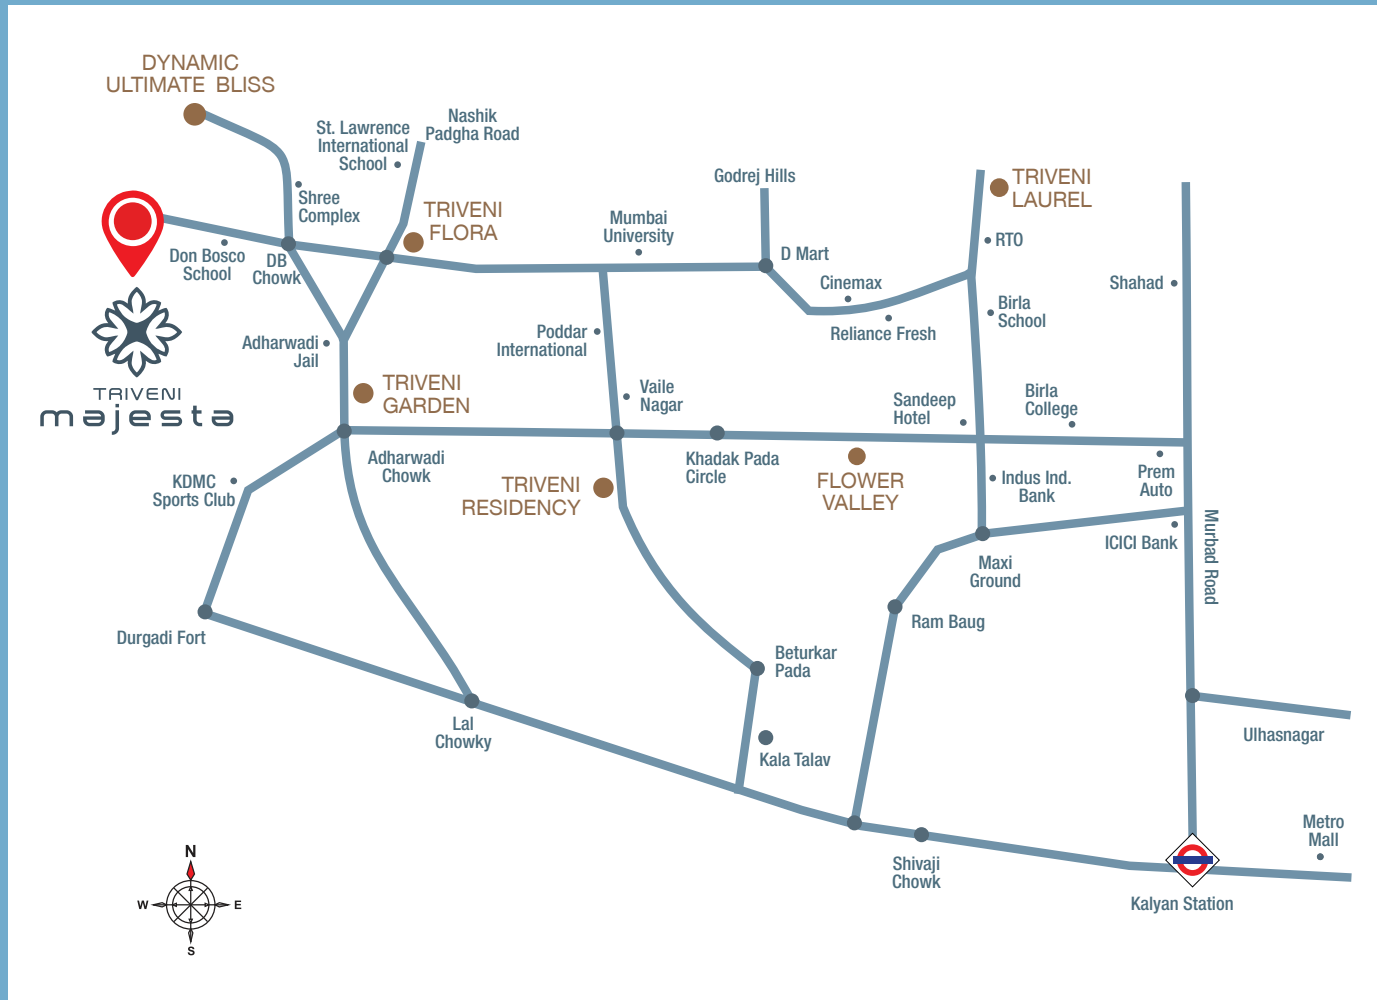 DYNAMIC
ULTIMATE BLISS
St. Lawrence
International
School
Nashik
Padgha Road
Shree
Complex
TRIVENI
FLORA
Godrej Hills
TRIVENI
LAUREL
Mumbai
University
RTO
Don Bosco
School
DB
Chowk
D Mart
Cinemax
Shahad
Birla
School
Reliance Fresh
Poddar
International
Adharwadi
Jail
TRIVENI
majesta
TRIVENI
GARDEN
Vaile
Nagar
Sandeep
Hotel
Birla
College
Adharwadi
Chowk
Khadak Pada
Circle
KDMC
Sports Club
TRIVENI
RESIDENCY
FLOWER
VALLEY
Indus Ind.
Bank
Prem
Auto
ICICI Bank
Murbad Road
Maxi
Ground
Ram Baug
Durgadi Fort
Beturkar
Pada
Lal
Chowky
Kala Talav
Ulhasnagar
Metro
Mall
Shivaji
Chowk
Kalyan Station
N
W
E
S